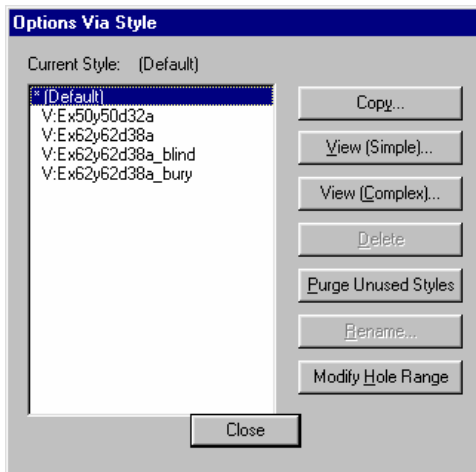 Options Via Style
Current Style: (Default)
* (Default)
V:Ex50y50d32a
V:Ex62y62d38a
V:Ex62y62d38a_blind
V:Ex62y62d38a_bury
Copy...
View (Simple)...
View (Complex)...
Delete
Purge Unused Styles
Rename...
Modify Hole Range
Close